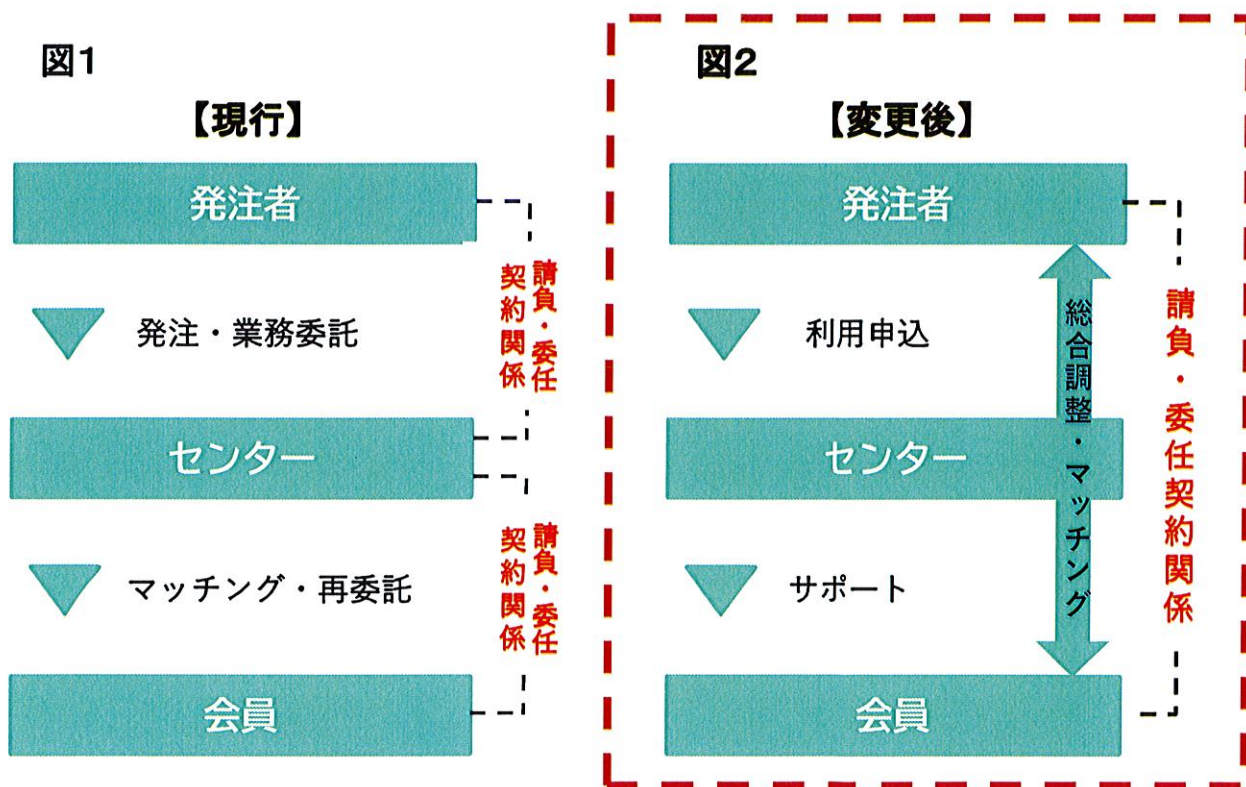 図1
【現行】
発注者
発注・業務委託
請負・委任
契約関係
センター
マッチング・再委託
請負・委任
契約関係
会員
図2
【変更後】
発注者
利用申込
センター
サポート
会員
総合調整・マッチング
請負・委任契約関係